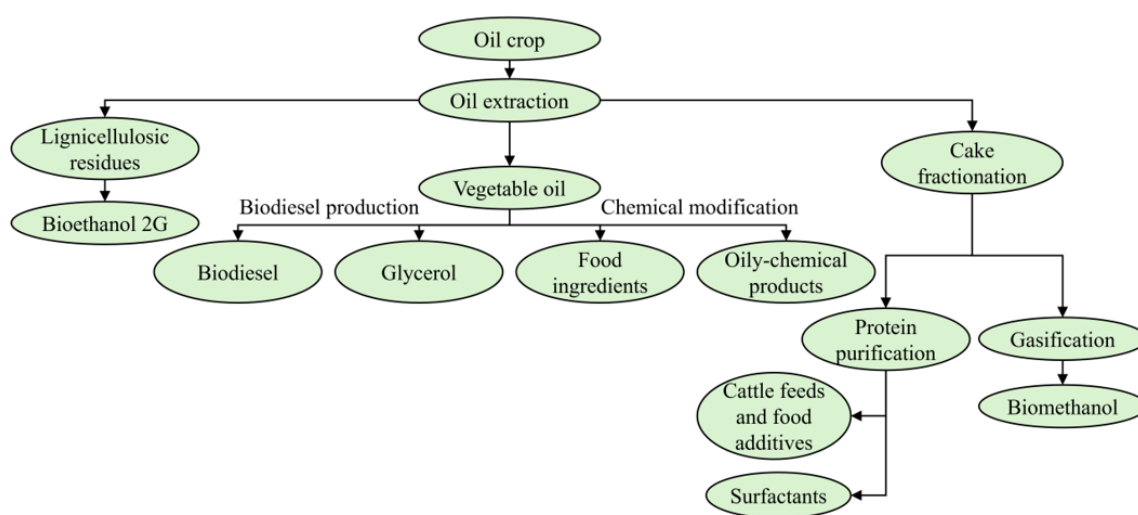 Oil crop
Oil extraction
Lignicellulosic
residues
Cake
fractionation
Vegetable oil
Bioethanol 2G
Biodiesel production
Chemical modification
Biodiesel
Glycerol
Food
ingredients
Oily-chemical
products
Protein
purification
Gasification
Cattle feeds
and food
additives
Biomethanol
Surfactants